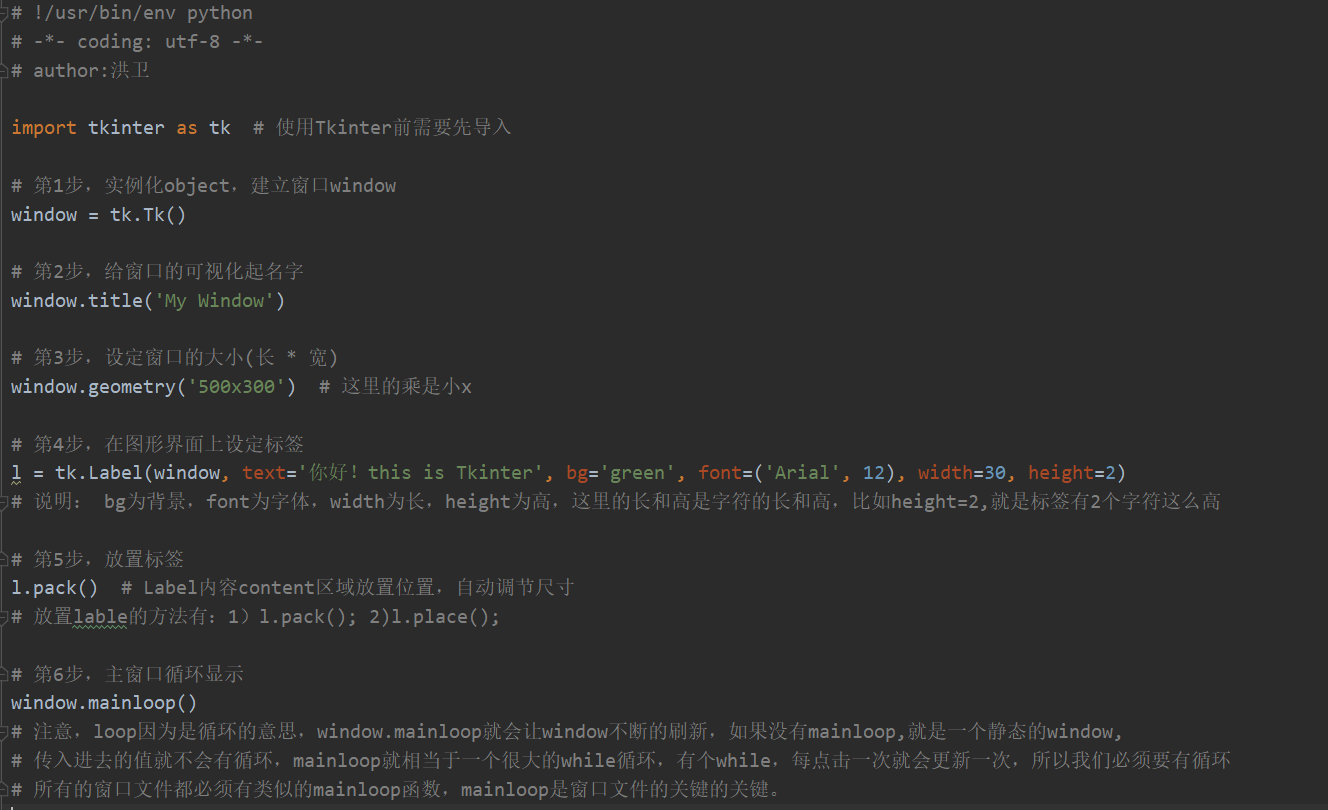 # !/usr/bin/env python
# -*- coding: utf-8 -*-
# author:洪卫
import tkinter as tk  # 使用Tkinter前需要先导入
# 第1步，实例化object，建立窗口window
window = tk.Tk()
# 第2步，给窗口的可视化起名字
window.title('My Window')
# 第3步，设定窗口的大小(长 * 宽)
window.geometry('500x300')  # 这里的乘是小x
# 第4步，在图形界面上设定标签
l = tk.Label(window, text='你好！this is Tkinter', bg='green', font=('Arial', 12), width=30, height=2)
# 说明： bg为背景，font为字体，width为长，height为高，这里的长和高是字符的长和高，比如height=2,就是标签有2个字符这么高
# 第5步，放置标签
l.pack()  # Label内容content区域放置位置，自动调节尺寸
# 放置lable的方法有：1）l.pack(); 2)l.place();
# 第6步，主窗口循环显示
window.mainloop()
# 注意，loop因为是循环的意思，window.mainloop就会让window不断的刷新，如果没有mainloop,就是一个静态的window,
# 传入进去的值就不会有循环，mainloop就相当于一个很大的while循环，有个while，每点击一次就会更新一次，所以我们必须要有循环
# 所有的窗口文件都必须有类似的mainloop函数，mainloop是窗口文件的关键的关键。